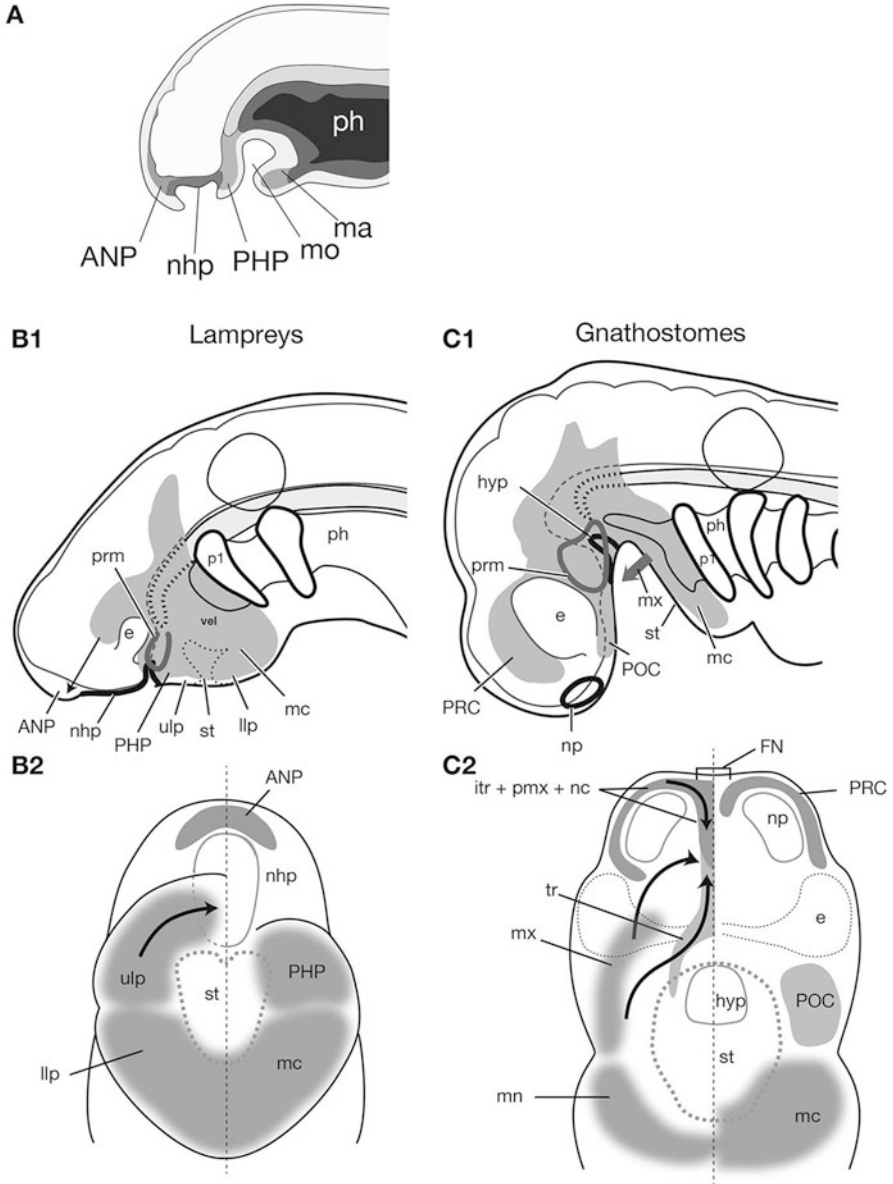 A
ph
ma
mo
ANP
nhp
PHP
B1
Lampreys
prm
p1
ph
vel
e
ANP
nhp
PHP
ulp
st
llp
mc
C1
Gnathostomes
hyp
prm
ph
p1
mx
e
st
POC
mc
PRC
np
B2
ANP
nhp
ulp
PHP
st
llp
mc
C2
FN
itr + pmx + nc
PRC
np
tr
mx
e
hyp
POC
st
mn
mc